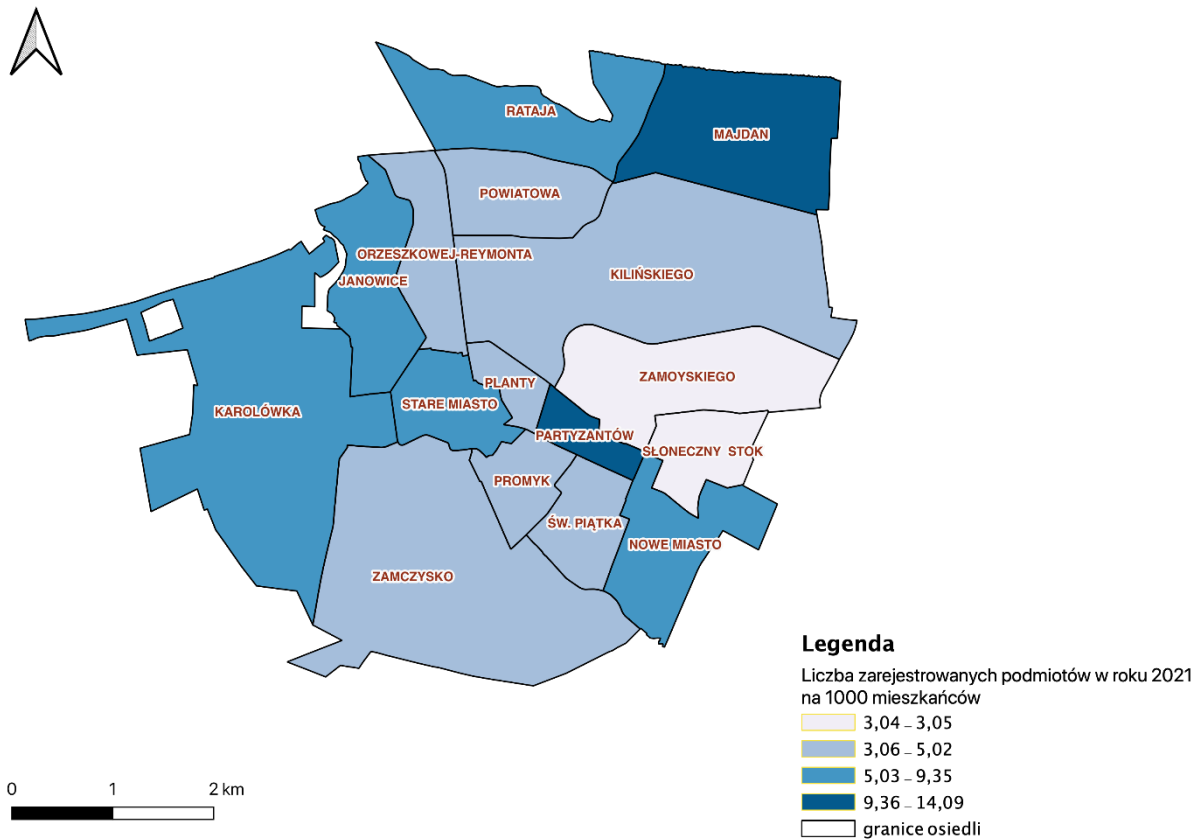 RATAJA
MAJDAN
POWIATOWA
ORZESZKOWEJ-REYMONTA
KILIŃSKIEGO
JANOWICE
ZAMOYSKIEGO
PLANTY
STARE MIASTO
KAROLÓWKA
PARTYZANTÓW
SŁONECZNY STOK
PROMYK
ŚW. PIĄTKA
NOWE MIASTO
ZAMCZYSKO
Legenda
Liczba zarejestrowanych podmiotów w roku 2021
na 1000 mieszkańców
3,04 – 3,05
3,06 – 5,02
5,03 – 9,35
9,36 – 14,09
granice osiedli
0 1 2 km